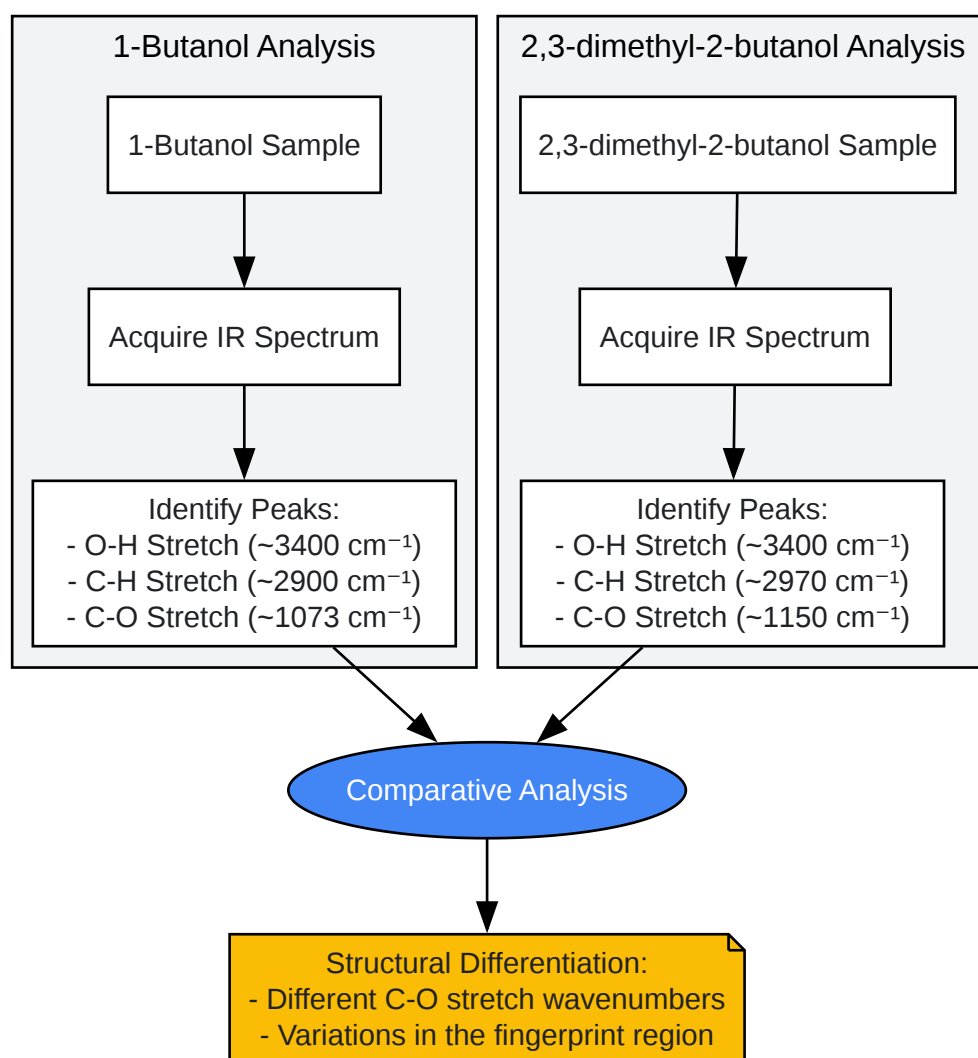 1-Butanol Analysis
1-Butanol Sample
Acquire IR Spectrum
Identify Peaks:
- O-H Stretch (~3400 cm⁻¹)
- C-H Stretch (~2900 cm⁻¹)
- C-O Stretch (~1073 cm⁻¹)
2,3-dimethyl-2-butanol Analysis
2,3-dimethyl-2-butanol Sample
Acquire IR Spectrum
Identify Peaks:
- O-H Stretch (~3400 cm⁻¹)
- C-H Stretch (~2970 cm⁻¹)
- C-O Stretch (~1150 cm⁻¹)
Comparative Analysis
Structural Differentiation:
- Different C-O stretch wavenumbers
- Variations in the fingerprint region